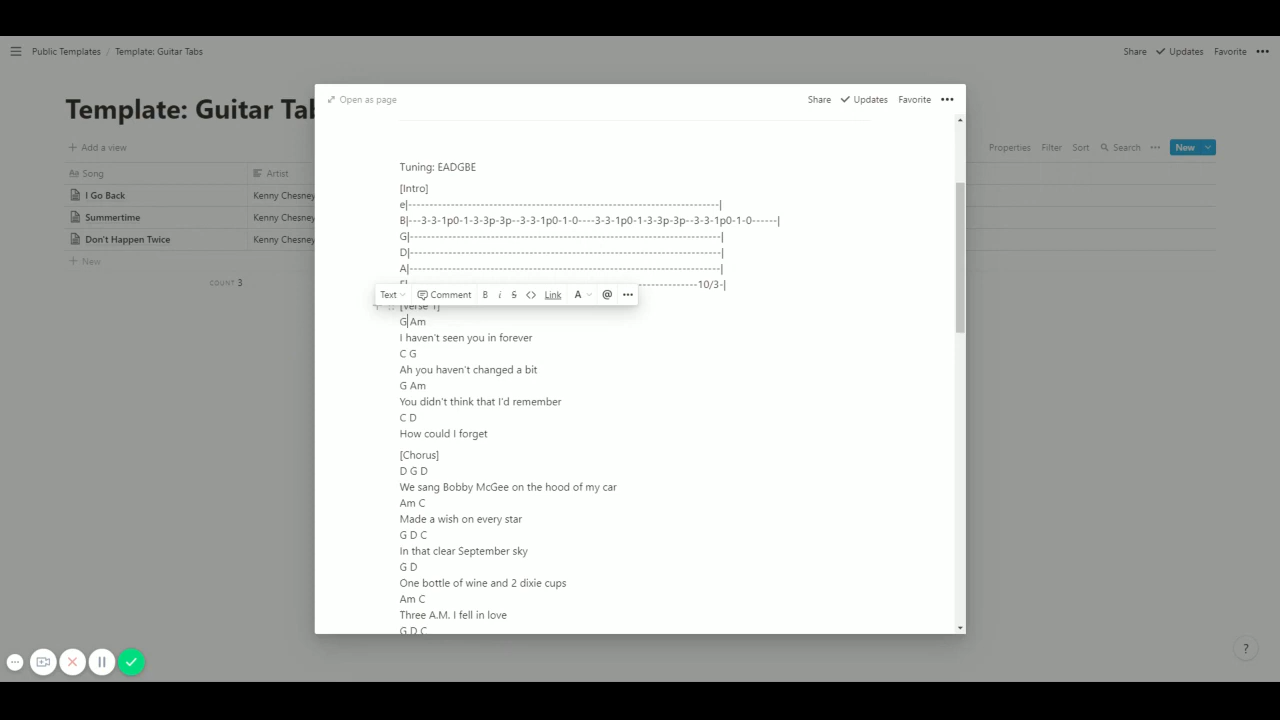 Public Templates / Template: Guitar Tabs
Share Updates Favorite •••
Template: Guitar Tab
Add a view
Properties Filter Sort ••• Search New
Song Artist
I Go Back Kenny Chesney
Summertime Kenny Chesney
Don't Happen Twice Kenny Chesney
+ New
COUNT 3
Open as page
Share Updates Favorite •••
Tuning: EADGBE
[Intro]
e|-----------------------------------------------------------------------|
B|---3-3-1p0-1-3-3p-3p--3-3-1p0-1-0----3-3-1p0-1-3-3p-3p--3-3-1p0-1-0------|
G|-----------------------------------------------------------------------|
D|-----------------------------------------------------------------------|
A|-----------------------------------------------------------------------|
--------------10/3-|
Text Comment B i S <> Link A @ •••
[Verse 1]
G Am
I haven't seen you in forever
C G
Ah you haven't changed a bit
G Am
You didn't think that I'd remember
C D
How could I forget
[Chorus]
D G D
We sang Bobby McGee on the hood of my car
Am C
Made a wish on every star
G D C
In that clear September sky
G D
One bottle of wine and 2 dixie cups
Am C
Three A.M. I fell in love
G D C
?